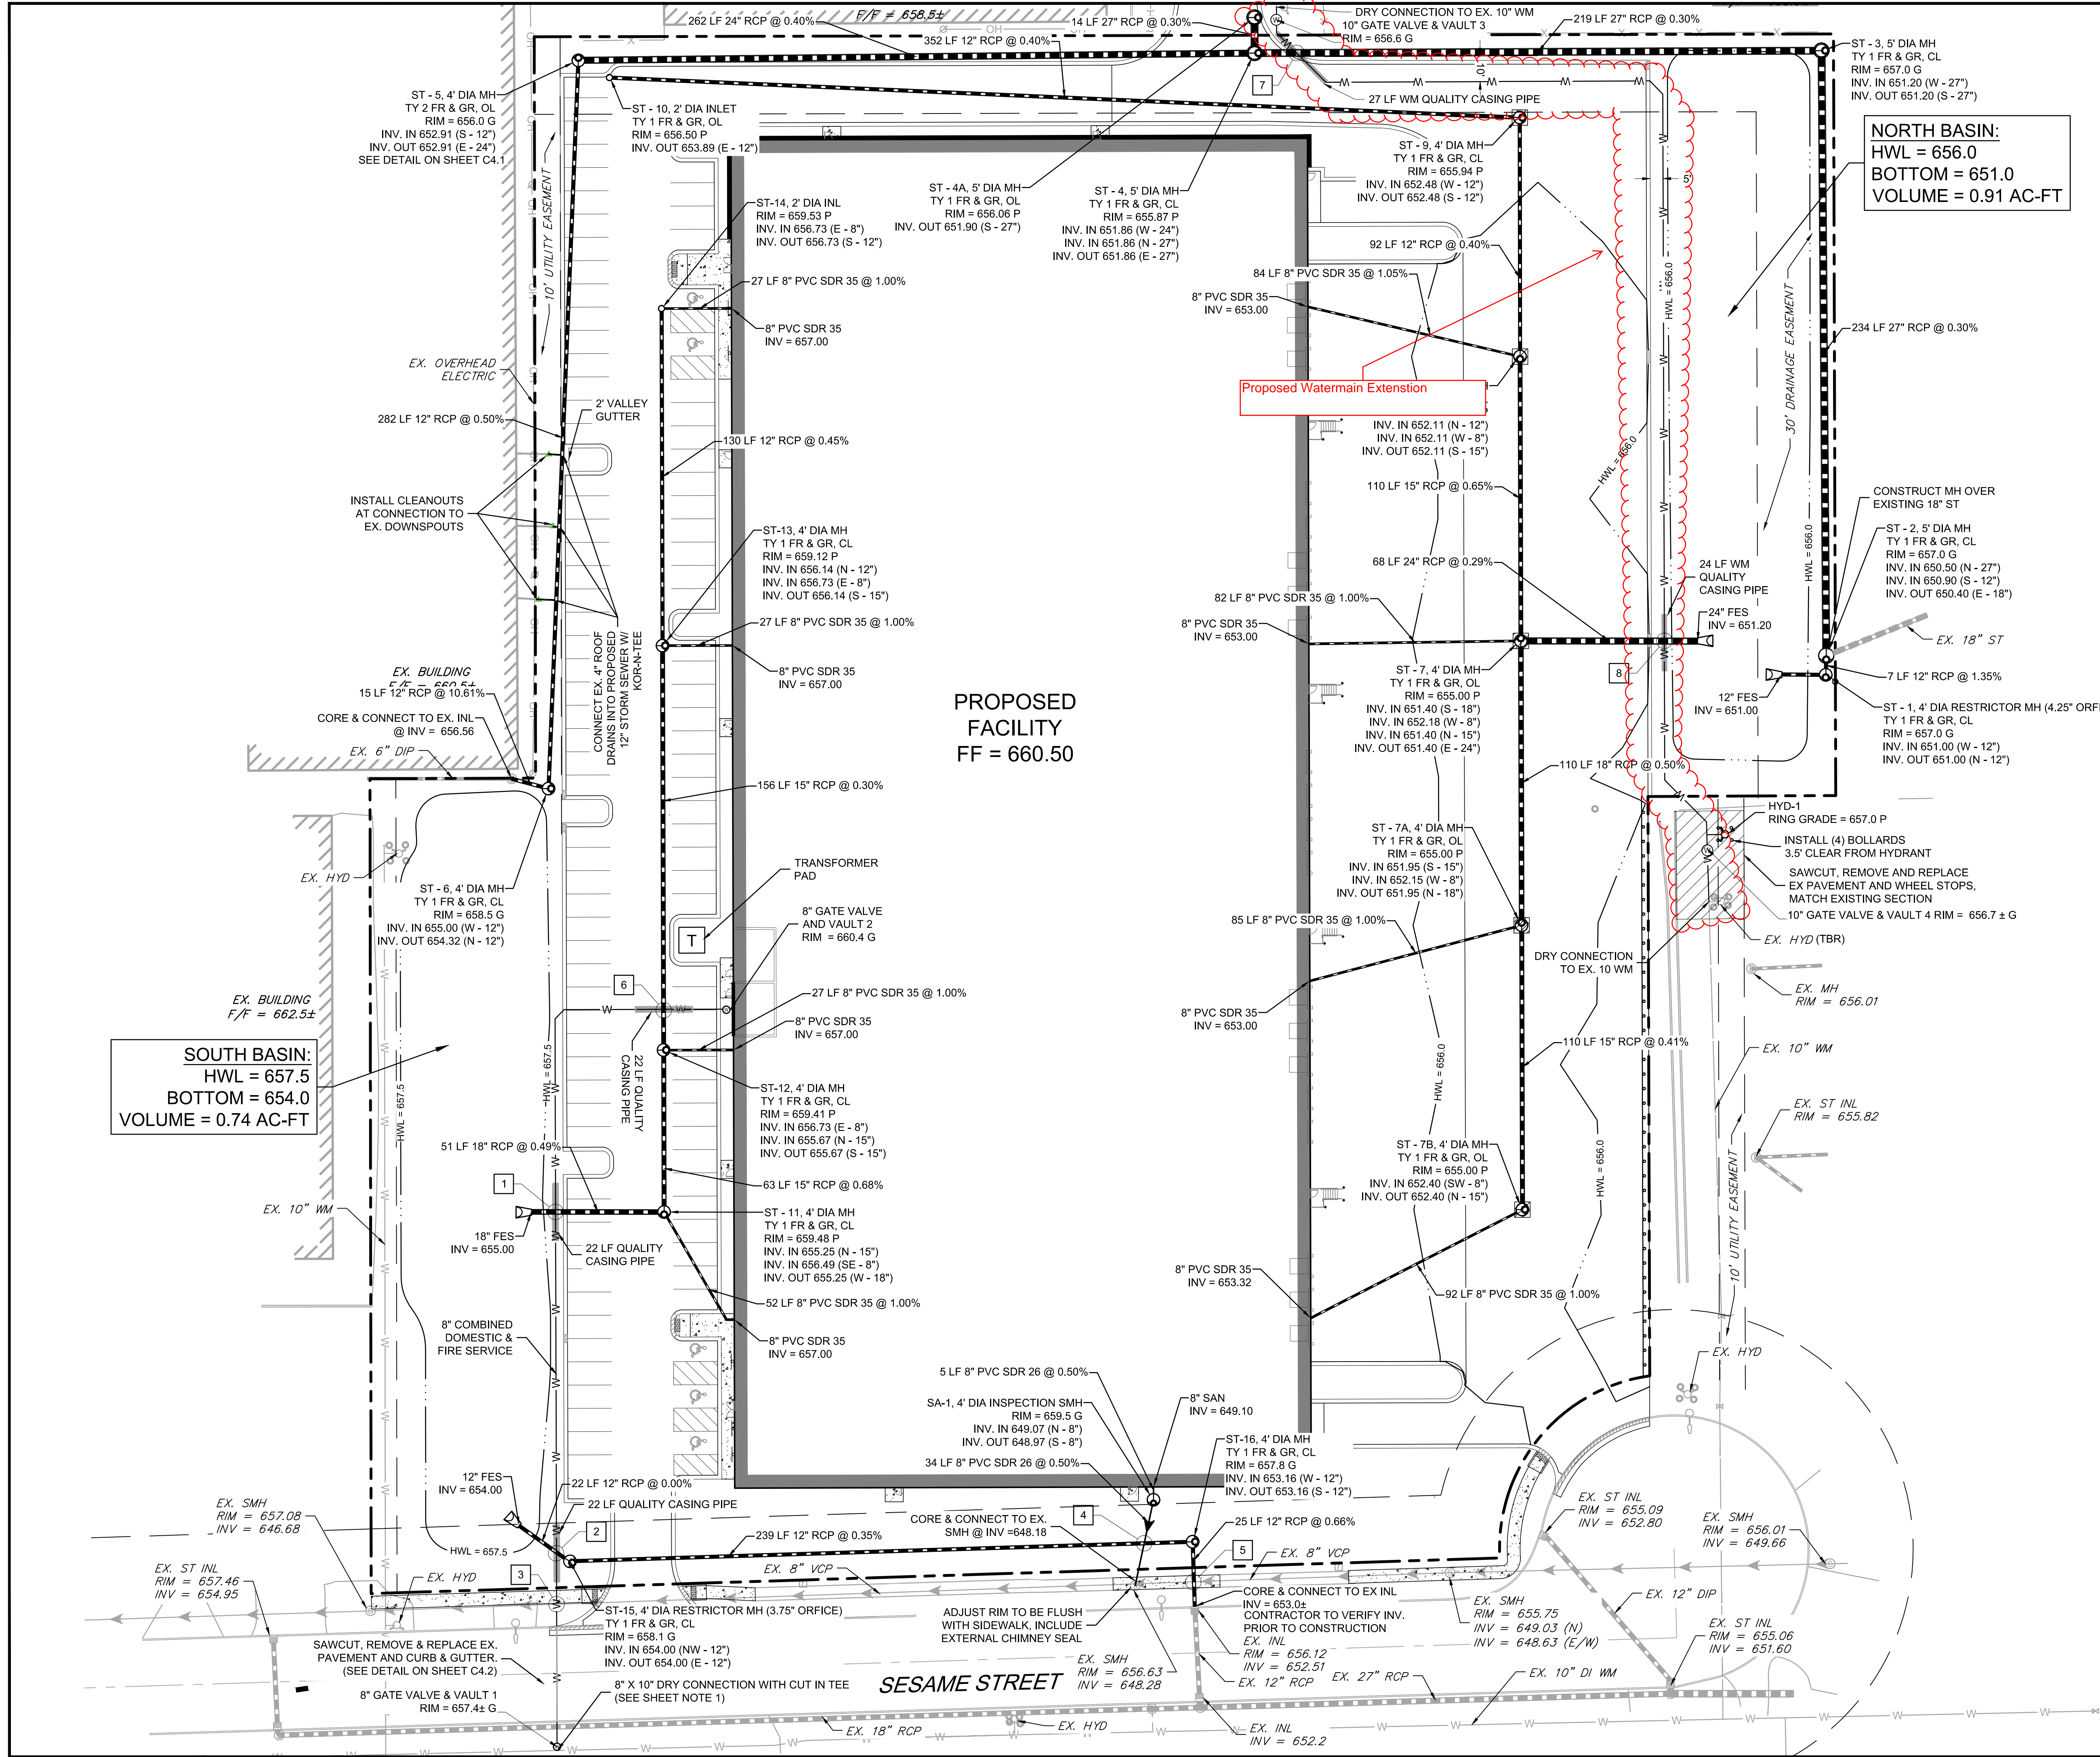 262 LF 24" RCP @ 0.40%
F/F = 658.5±
14 LF 27" RCP @ 0.30%
352 LF 12" RCP @ 0.40%
DRY CONNECTION TO EX. 10" WM
10" GATE VALVE & VAULT 3
RIM = 656.6 G
219 LF 27" RCP @ 0.30%
ST - 3, 5' DIA MH
TY 1 FR & GR, CL
RIM = 657.0 G
INV. IN 651.20 (W - 27")
INV. OUT 651.20 (S - 27")
ST - 5, 4' DIA MH
TY 2 FR & GR, OL
RIM = 656.0 G
INV. IN 652.91 (S - 12")
INV. OUT 652.91 (E - 24")
SEE DETAIL ON SHEET C4.1
ST - 10, 2' DIA INLET
TY 1 FR & GR, OL
RIM = 656.50 P
INV. OUT 653.89 (E - 12")
7
10'
27 LF WM QUALITY CASING PIPE
NORTH BASIN:
HWL = 656.0
BOTTOM = 651.0
VOLUME = 0.91 AC-FT
ST - 9, 4' DIA MH
TY 1 FR & GR, CL
RIM = 655.94 P
INV. IN 652.48 (W - 12")
INV. OUT 652.48 (S - 12")
5'
ST - 4A, 5' DIA MH
TY 1 FR & GR, OL
RIM = 656.06 P
INV. OUT 651.90 (S - 27")
ST - 4, 5' DIA MH
TY 1 FR & GR, CL
RIM = 655.87 P
INV. IN 651.86 (W - 24")
INV. IN 651.86 (N - 27")
INV. OUT 651.86 (E - 27")
ST-14, 2' DIA INL
RIM = 659.53 P
INV. IN 656.73 (E - 8")
INV. OUT 656.73 (S - 12")
10' UTILITY EASEMENT
92 LF 12" RCP @ 0.40%
84 LF 8" PVC SDR 35 @ 1.05%
27 LF 8" PVC SDR 35 @ 1.00%
8" PVC SDR 35
INV = 653.00
HWL = 656.0
30' DRAINAGE EASEMENT
234 LF 27" RCP @ 0.30%
8" PVC SDR 35
INV = 657.00
EX. OVERHEAD
ELECTRIC
Proposed Watermain Extenstion
2' VALLEY
GUTTER
282 LF 12" RCP @ 0.50%
INV. IN 652.11 (N - 12")
INV. IN 652.11 (W - 8")
INV. OUT 652.11 (S - 15")
130 LF 12" RCP @ 0.45%
HWL = 656.0
110 LF 15" RCP @ 0.65%
INSTALL CLEANOUTS
AT CONNECTION TO
EX. DOWNSPOUTS
CONSTRUCT MH OVER
EXISTING 18" ST
ST - 2, 5' DIA MH
TY 1 FR & GR, CL
RIM = 657.0 G
INV. IN 650.50 (N - 27")
INV. IN 650.90 (S - 12")
INV. OUT 650.40 (E - 18")
ST-13, 4' DIA MH
TY 1 FR & GR, CL
RIM = 659.12 P
INV. IN 656.14 (N - 12")
INV. IN 656.73 (E - 8")
INV. OUT 656.14 (S - 15")
HWL = 656.0
68 LF 24" RCP @ 0.29%
24 LF WM
QUALITY
CASING PIPE
82 LF 8" PVC SDR 35 @ 1.00%
24" FES
INV = 651.20
8" PVC SDR 35
INV = 653.00
27 LF 8" PVC SDR 35 @ 1.00%
EX. 18" ST
CONNECT EX. 4" ROOF
DRAINS INTO PROPOSED
12" STORM SEWER W/
KOR-N-TEE
8" PVC SDR 35
INV = 657.00
EX. BUILDING
F/F = 660.5±
15 LF 12" RCP @ 10.61%
CORE & CONNECT TO EX. INL
@ INV = 656.56
EX. 6" DIP
PROPOSED
FACILITY
FF = 660.50
ST - 7, 4' DIA MH
TY 1 FR & GR, OL
RIM = 655.00 P
INV. IN 651.40 (S - 18")
INV. IN 652.18 (W - 8")
INV. IN 651.40 (N - 15")
INV. OUT 651.40 (E - 24")
8
12" FES
INV = 651.00
7 LF 12" RCP @ 1.35%
ST - 1, 4' DIA RESTRICTOR MH (4.25" ORFI
TY 1 FR & GR, CL
RIM = 657.0 G
INV. IN 651.00 (W - 12")
INV. OUT 651.00 (N - 12")
156 LF 15" RCP @ 0.30%
110 LF 18" RCP @ 0.50%
HYD-1
RING GRADE = 657.0 P
INSTALL (4) BOLLARDS
3.5' CLEAR FROM HYDRANT
SAWCUT, REMOVE AND REPLACE
EX PAVEMENT AND WHEEL STOPS,
MATCH EXISTING SECTION
10" GATE VALVE & VAULT 4 RIM = 656.7 ± G
EX. HYD (TBR)
ST - 7A, 4' DIA MH
TY 1 FR & GR, OL
RIM = 655.00 P
INV. IN 651.95 (S - 15")
INV. IN 652.15 (W - 8")
INV. OUT 651.95 (N - 18")
EX. HYD
ST - 6, 4' DIA MH
TY 1 FR & GR, CL
RIM = 658.5 G
INV. IN 655.00 (W - 12")
INV. OUT 654.32 (N - 12")
TRANSFORMER
PAD
T
8" GATE VALVE
AND VAULT 2
RIM = 660.4 G
85 LF 8" PVC SDR 35 @ 1.00%
DRY CONNECTION
TO EX. 10 WM
EX. MH
RIM = 656.01
6
27 LF 8" PVC SDR 35 @ 1.00%
8" PVC SDR 35
INV = 657.00
8" PVC SDR 35
INV = 653.00
EX. BUILDING
F/F = 662.5±
SOUTH BASIN:
HWL = 657.5
BOTTOM = 654.0
VOLUME = 0.74 AC-FT
HWL = 657.5
HWL = 657.5
22 LF QUALITY
CASING PIPE
HWL = 656.0
110 LF 15" RCP @ 0.41%
EX. 10" WM
ST-12, 4' DIA MH
TY 1 FR & GR, CL
RIM = 659.41 P
INV. IN 656.73 (E - 8")
INV. IN 655.67 (N - 15")
INV. OUT 655.67 (S - 15")
EX. ST INL
RIM = 655.82
51 LF 18" RCP @ 0.49%
ST - 7B, 4' DIA MH
TY 1 FR & GR, OL
RIM = 655.00 P
INV. IN 652.40 (SW - 8")
INV. OUT 652.40 (N - 15")
HWL = 656.0
10' UTILITY EASEMENT
1
63 LF 15" RCP @ 0.68%
EX. 10" WM
18" FES
INV = 655.00
22 LF QUALITY
CASING PIPE
ST - 11, 4' DIA MH
TY 1 FR & GR, CL
RIM = 659.48 P
INV. IN 655.25 (N - 15")
INV. IN 656.49 (SE - 8")
INV. OUT 655.25 (W - 18")
8" PVC SDR 35
INV = 653.32
92 LF 8" PVC SDR 35 @ 1.00%
52 LF 8" PVC SDR 35 @ 1.00%
8" COMBINED
DOMESTIC &
FIRE SERVICE
8" PVC SDR 35
INV = 657.00
EX. HYD
5 LF 8" PVC SDR 26 @ 0.50%
SA-1, 4' DIA INSPECTION SMH
RIM = 659.5 G
INV. IN 649.07 (N - 8")
INV. OUT 648.97 (S - 8")
34 LF 8" PVC SDR 26 @ 0.50%
8" SAN
INV = 649.10
ST-16, 4' DIA MH
TY 1 FR & GR, CL
RIM = 657.8 G
INV. IN 653.16 (W - 12")
INV. OUT 653.16 (S - 12")
12" FES
INV = 654.00
22 LF 12" RCP @ 0.00%
22 LF QUALITY CASING PIPE
EX. SMH
RIM = 657.08
INV = 646.68
2
239 LF 12" RCP @ 0.35%
CORE & CONNECT TO EX.
SMH @ INV =648.18
4
25 LF 12" RCP @ 0.66%
EX. ST INL
RIM = 655.09
INV = 652.80
EX. SMH
RIM = 656.01
INV = 649.66
HWL = 657.5
5
EX. 8" VCP
EX. 8" VCP
EX. ST INL
RIM = 657.46
INV = 654.95
EX. HYD
3
CORE & CONNECT TO EX INL
INV = 653.0±
CONTRACTOR TO VERIFY INV.
PRIOR TO CONSTRUCTION
EX. 12" DIP
ST-15, 4' DIA RESTRICTOR MH (3.75" ORFICE)
TY 1 FR & GR, CL
RIM = 658.1 G
INV. IN 654.00 (NW - 12")
INV. OUT 654.00 (E - 12")
ADJUST RIM TO BE FLUSH
WITH SIDEWALK, INCLUDE
EXTERNAL CHIMNEY SEAL
EX. SMH
RIM = 655.75
INV = 649.03 (N)
INV = 648.63 (E/W)
EX. ST INL
RIM = 655.06
INV = 651.60
SAWCUT, REMOVE & REPLACE EX.
PAVEMENT AND CURB & GUTTER.
(SEE DETAIL ON SHEET C4.2)
EX. INL
RIM = 656.12
INV = 652.51
EX. SMH
RIM = 656.63
INV = 648.28
SESAME STREET
EX. 12" RCP
EX. 27" RCP
EX. 10" DI WM
8" GATE VALVE & VAULT 1
RIM = 657.4± G
8" X 10" DRY CONNECTION WITH CUT IN TEE
(SEE SHEET NOTE 1)
EX. 18" RCP
EX. HYD
EX. INL
INV = 652.2